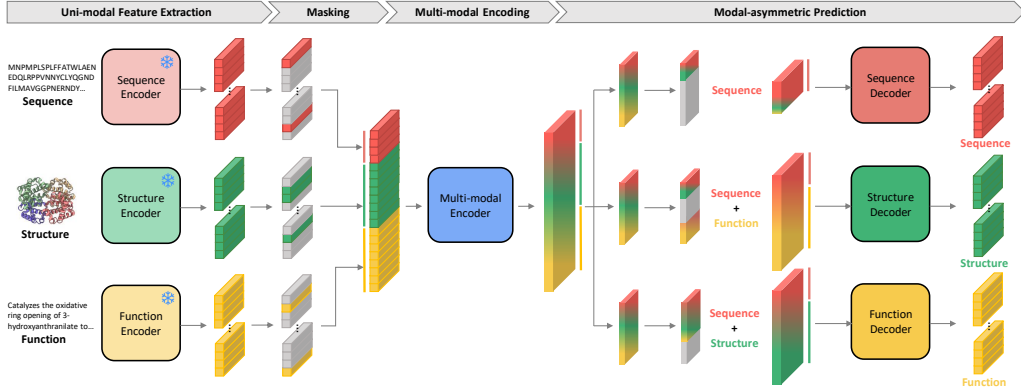 Uni-modal Feature Extraction
Masking
Multi-modal Encoding
Modal-asymmetric Prediction
MNPMPLSPLFFATWLAEN
EDQLRPPVNNYCLYQGND
FILMAVGGPNERNDY...
Sequence
Sequence
Encoder
Sequence
Sequence
Decoder
Sequence
Structure
Structure
Encoder
Multi-modal
Encoder
Sequence
+
Function
Structure
Decoder
Structure
Catalyzes the oxidative
ring opening of 3-
hydroxyanthranilate to...
Function
Function
Encoder
Sequence
+
Structure
Function
Decoder
Function